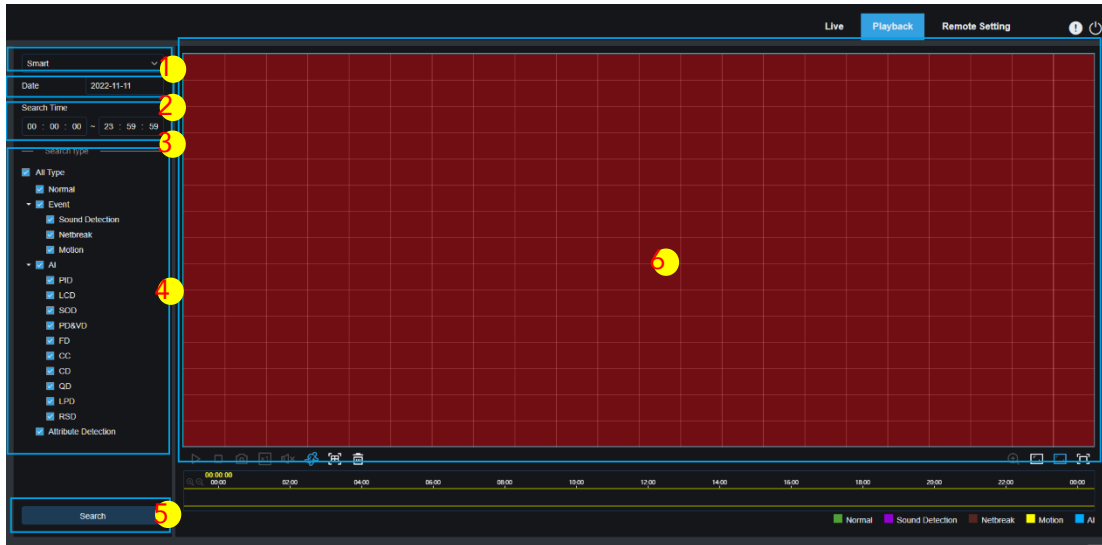 Live Playback Remote Setting
Smart
1
Date 2022-11-11
2
Search Time
00 : 00 : 00 ~ 23 : 59 : 59
3
Search type
All Type
Normal
Event
Sound Detection
Netbreak
Motion
AI
PID
4
LCD
SOD
PD&VD
FD
CC
CD
QD
LPD
RSD
Attribute Detection
6
x1
00:00:00
00:00 02:00 04:00 06:00 08:00 10:00 12:00 14:00 16:00 18:00 20:00 22:00 00:00
Search
5
Normal Sound Detection Netbreak Motion AI